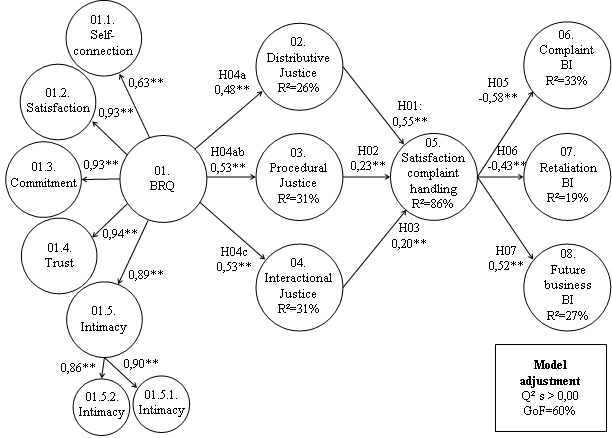 01.1.
Self-
connection
01.2.
Satisfaction
01.3.
Commitment
01.4.
Trust
01.5.
Intimacy
01.5.2.
Intimacy
01.5.1.
Intimacy
0,63**
0,93**
0,93**
0,94**
0,89**
0,86**
0,90**
01.
BRQ
H04a
0,48**
H04ab
0,53**
H04c
0,53**
02.
Distributive
Justice
R²=26%
03.
Procedural
Justice
R²=31%
04.
Interactional
Justice
R²=31%
H01:
0,55**
H02
0,23**
H03
0,20**
05.
Satisfaction
complaint
handling
R²=86%
H05
-0,58**
H06
-0,43**
H07
0,52**
06.
Complaint
BI
R²=33%
07.
Retaliation
BI
R²=19%
08.
Future
business
BI
R²=27%
Model
adjustment
Q² s > 0,00
GoF=60%